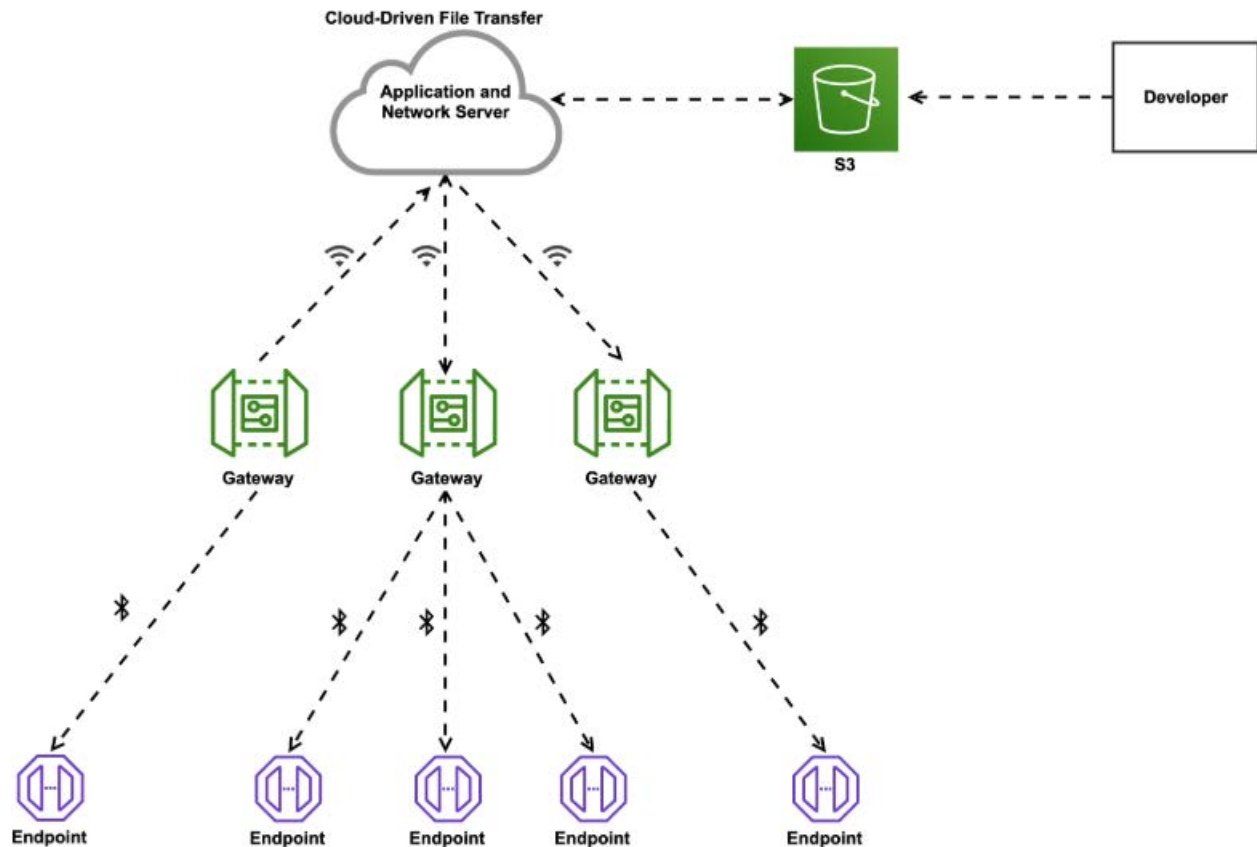 Cloud-Driven File Transfer
Application and
Network Server
S3
Developer
Gateway
Gateway
Gateway
Endpoint
Endpoint
Endpoint
Endpoint
Endpoint